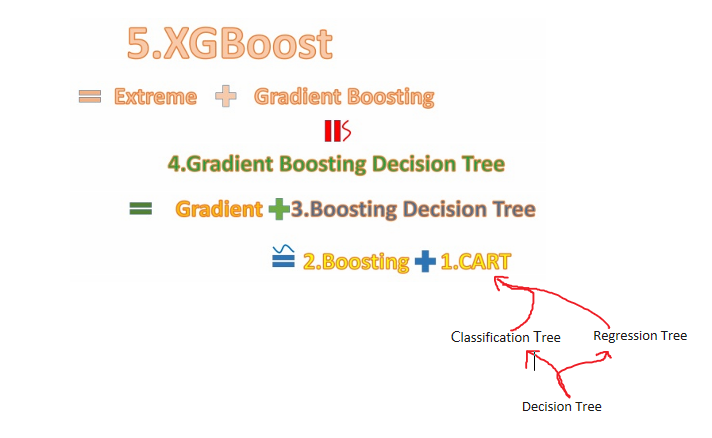 5.XGBoost
= Extreme + Gradient Boosting
4.Gradient Boosting Decision Tree
= Gradient +3.Boosting Decision Tree
≌ 2.Boosting + 1.CART
Classification Tree
Regression Tree
Decision Tree